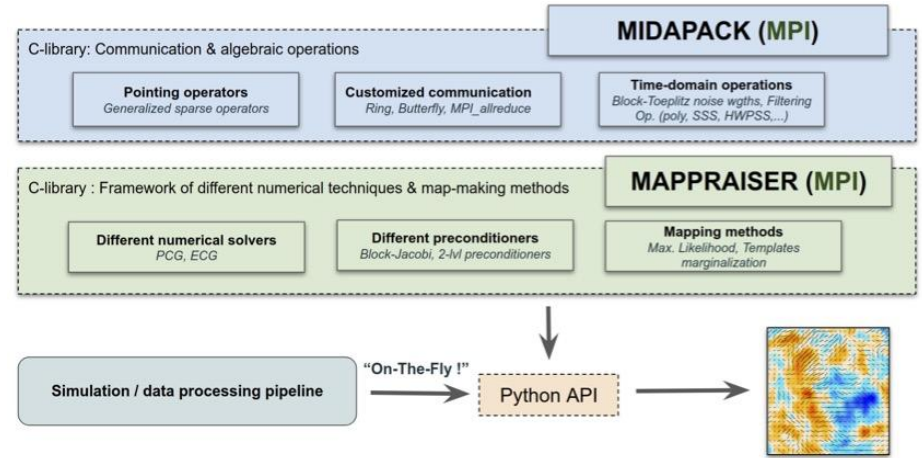 MIDAPACK (MPI)
C-library: Communication & algebraic operations
Pointing operators
Generalized sparse operators
Customized communication
Ring, Butterfly, MPI_allreduce
Time-domain operations
Block-Toeplitz noise wgths, Filtering
Op. (poly, SSS, HWPSS,...)
MAPPRAISER (MPI)
C-library : Framework of different numerical techniques & map-making methods
Different numerical solvers
PCG, ECG
Different preconditioners
Block-Jacobi, 2-lvl preconditioners
Mapping methods
Max. Likelihood, Templates
marginalization
Simulation / data processing pipeline
“On-The-Fly !”
Python API